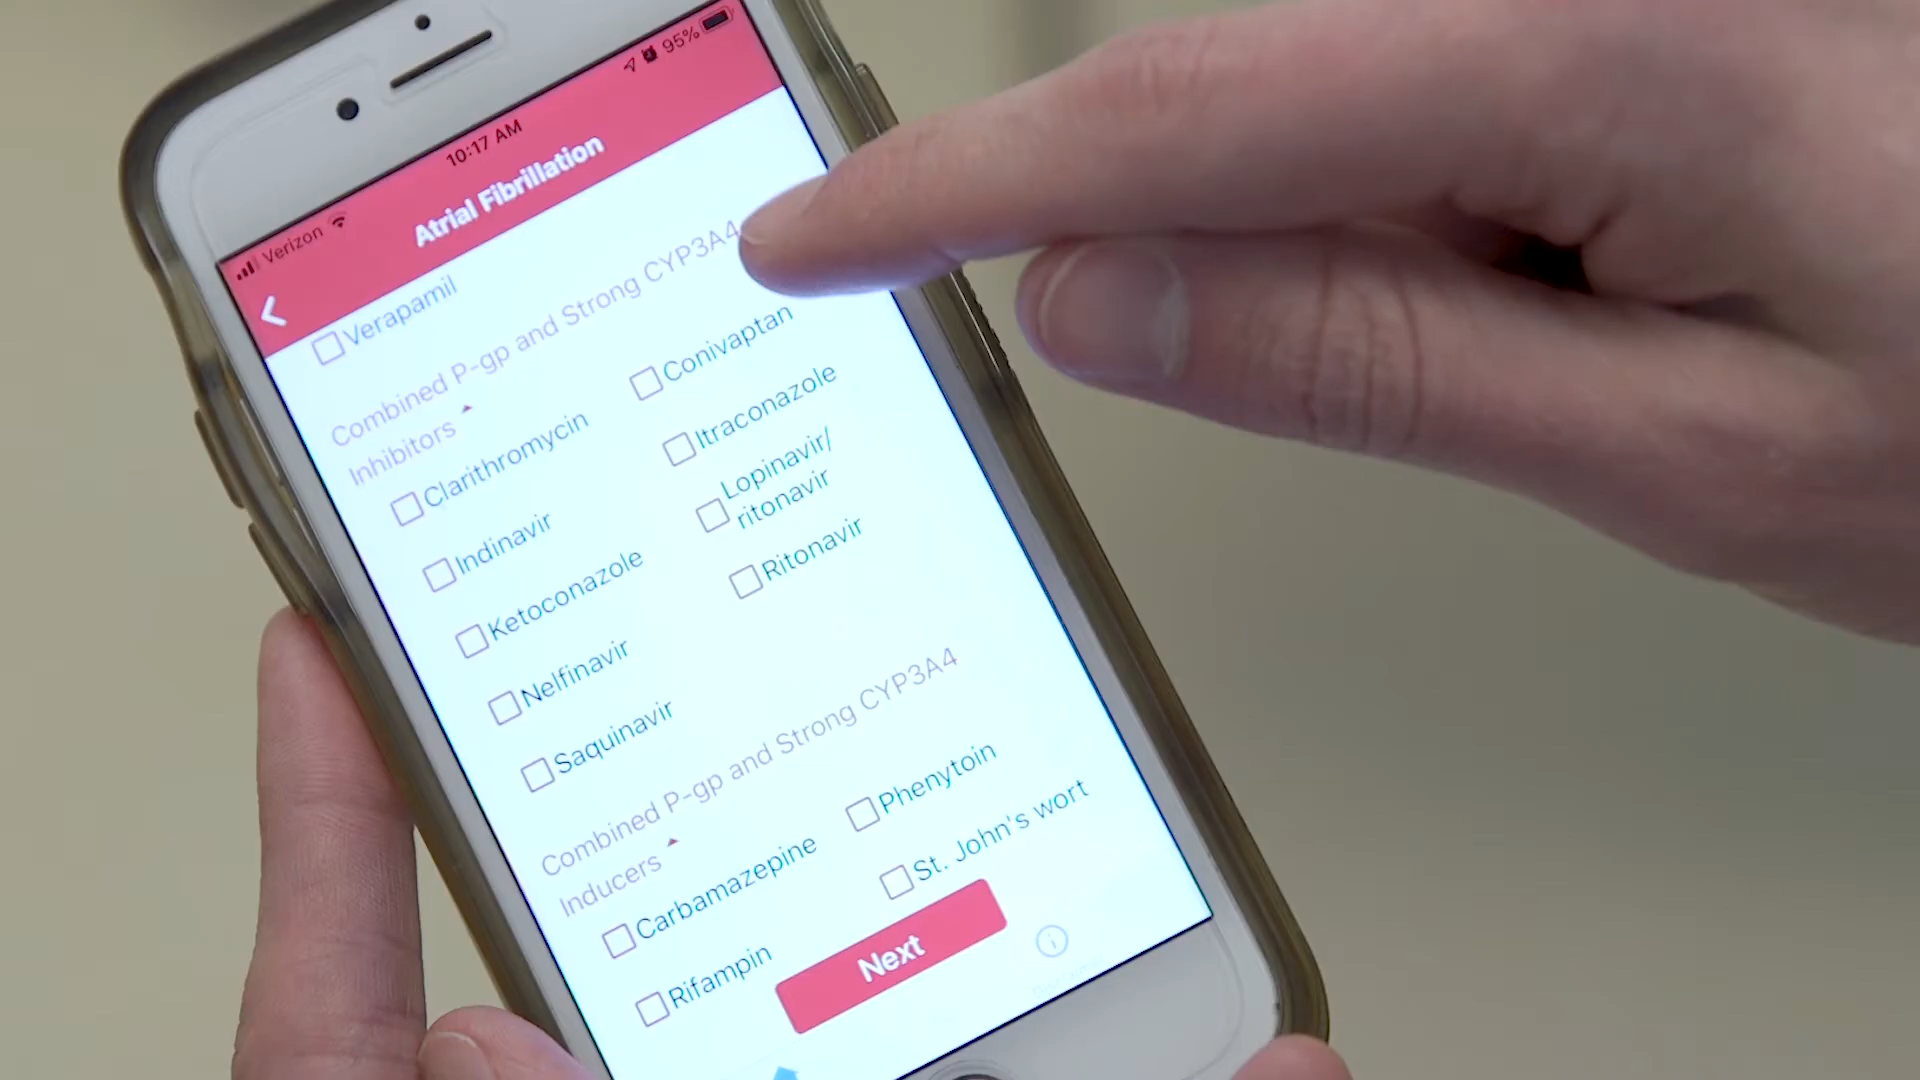 Verizon
10:17 AM
95%
Atrial Fibrillation
Verapamil
Combined P-gp and Strong CYP3A4
Inhibitors
Clarithromycin
Conivaptan
Indinavir
Itraconazole
Ketoconazole
Lopinavir/
ritonavir
Nelfinavir
Ritonavir
Saquinavir
Combined P-gp and Strong CYP3A4
Inducers
Carbamazepine
Phenytoin
Rifampin
St. John's wort
Next